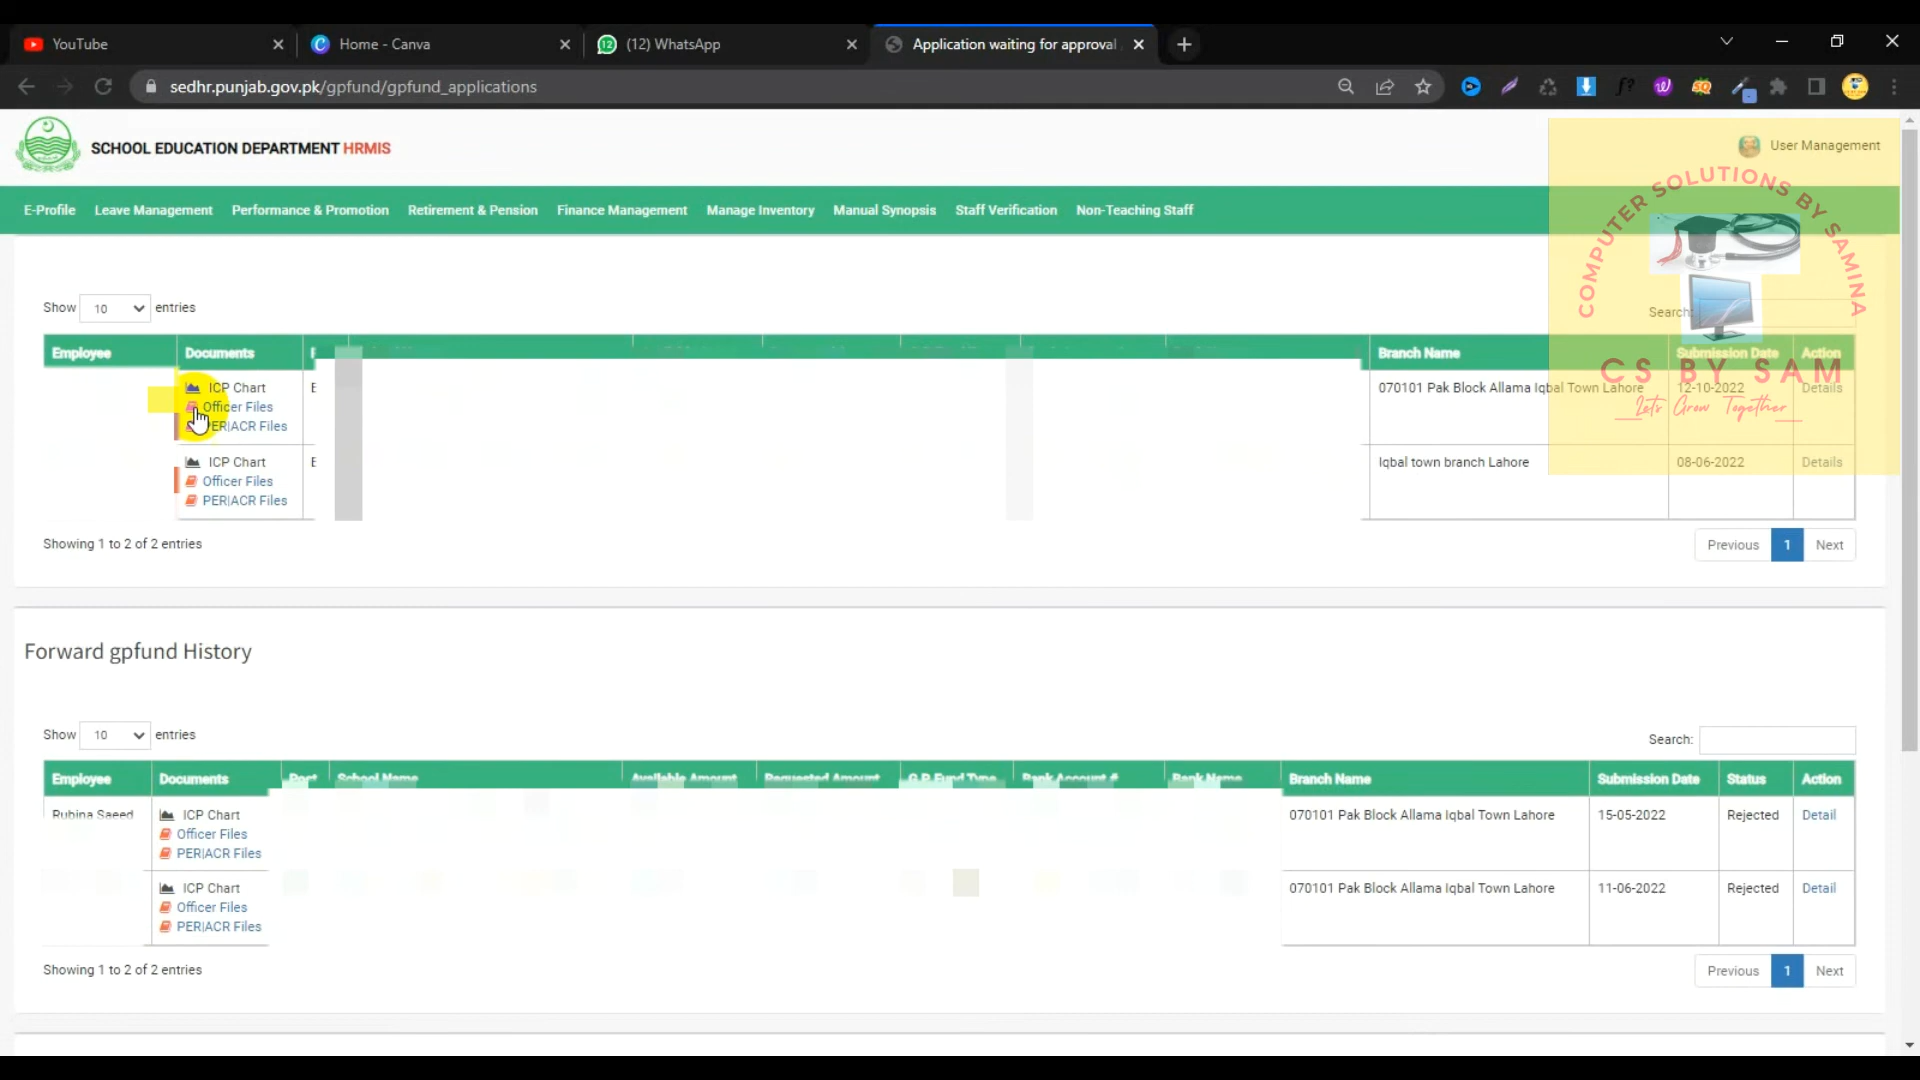 YouTube
Home - Canva
(12) WhatsApp
Application waiting for approval
sedhr.punjab.gov.pk/gpfund/gpfund_applications
SCHOOL EDUCATION DEPARTMENT HRMIS
User Management
E-Profile Leave Management Performance & Promotion Retirement & Pension Finance Management Manage Inventory Manual Synopsis Staff Verification Non-Teaching Staff
COMPUTER SOLUTIONS BY SAMINA
CS BY SAM
Let's Grow Together
Show 10 entries
Search:
Employee Documents Branch Name Submission Date Action
ICP Chart 070101 Pak Block Allama Iqbal Town Lahore 12-10-2022 Details
Officer Files
PER|ACR Files
ICP Chart Iqbal town branch Lahore 08-06-2022 Details
Officer Files
PER|ACR Files
Showing 1 to 2 of 2 entries
Previous 1 Next
Forward gpfund History
Show 10 entries
Search:
Employee Documents Post School Name Available Amount Requested Amount G.P Fund Type Bank Account # Bank Name Branch Name Submission Date Status Action
Rubina Saeed ICP Chart 070101 Pak Block Allama Iqbal Town Lahore 15-05-2022 Rejected Detail
Officer Files
PER|ACR Files
ICP Chart 070101 Pak Block Allama Iqbal Town Lahore 11-06-2022 Rejected Detail
Officer Files
PER|ACR Files
Showing 1 to 2 of 2 entries
Previous 1 Next